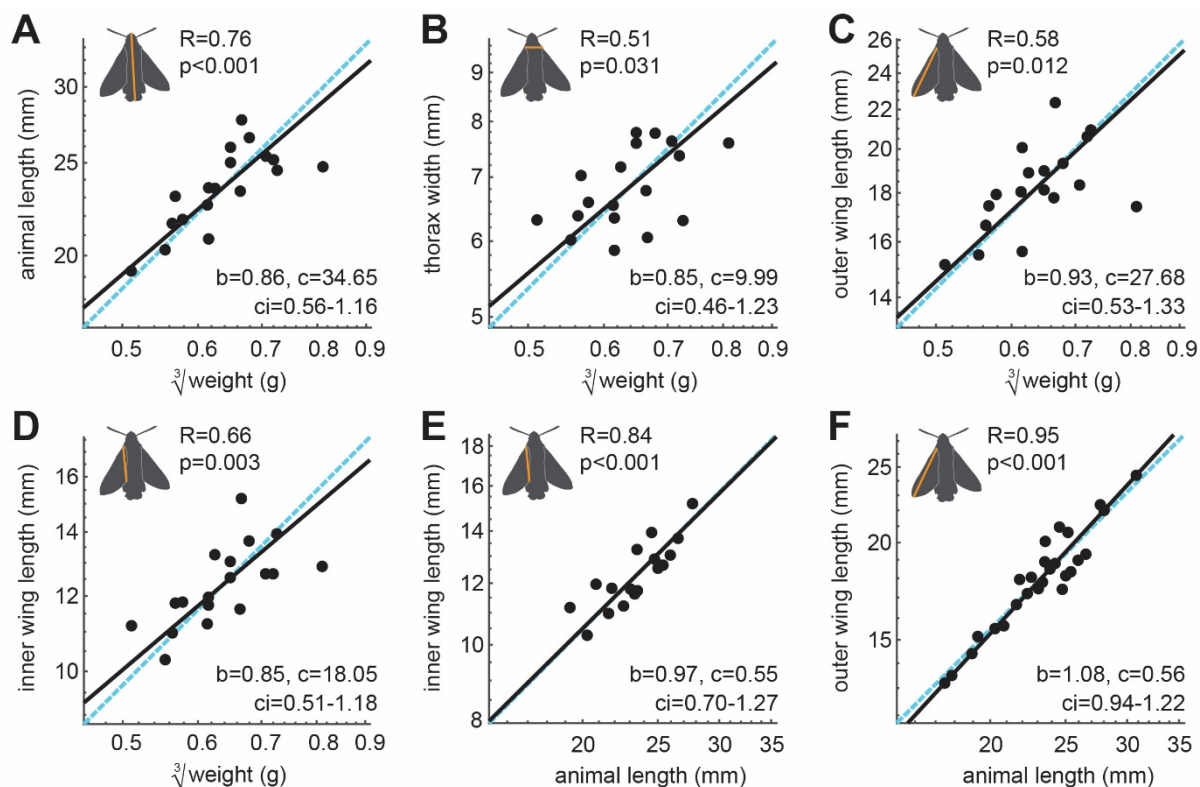 A
R=0.76
p<0.001
animal length (mm)
30
25
20
b=0.86, c=34.65
ci=0.56-1.16
0.5 0.6 0.7 0.8 0.9
∛weight (g)
B
R=0.51
p=0.031
thorax width (mm)
9
8
7
6
5
b=0.85, c=9.99
ci=0.46-1.23
0.5 0.6 0.7 0.8 0.9
∛weight (g)
C
R=0.58
p=0.012
outer wing length (mm)
26
24
22
20
18
16
14
b=0.93, c=27.68
ci=0.53-1.33
0.5 0.6 0.7 0.8 0.9
∛weight (g)
D
R=0.66
p=0.003
inner wing length (mm)
16
14
12
10
b=0.85, c=18.05
ci=0.51-1.18
0.5 0.6 0.7 0.8 0.9
∛weight (g)
E
R=0.84
p<0.001
inner wing length (mm)
18
16
14
12
10
8
b=0.97, c=0.55
ci=0.70-1.27
20 25 30 35
animal length (mm)
F
R=0.95
p<0.001
outer wing length (mm)
25
20
15
b=1.08, c=0.56
ci=0.94-1.22
20 25 30 35
animal length (mm)